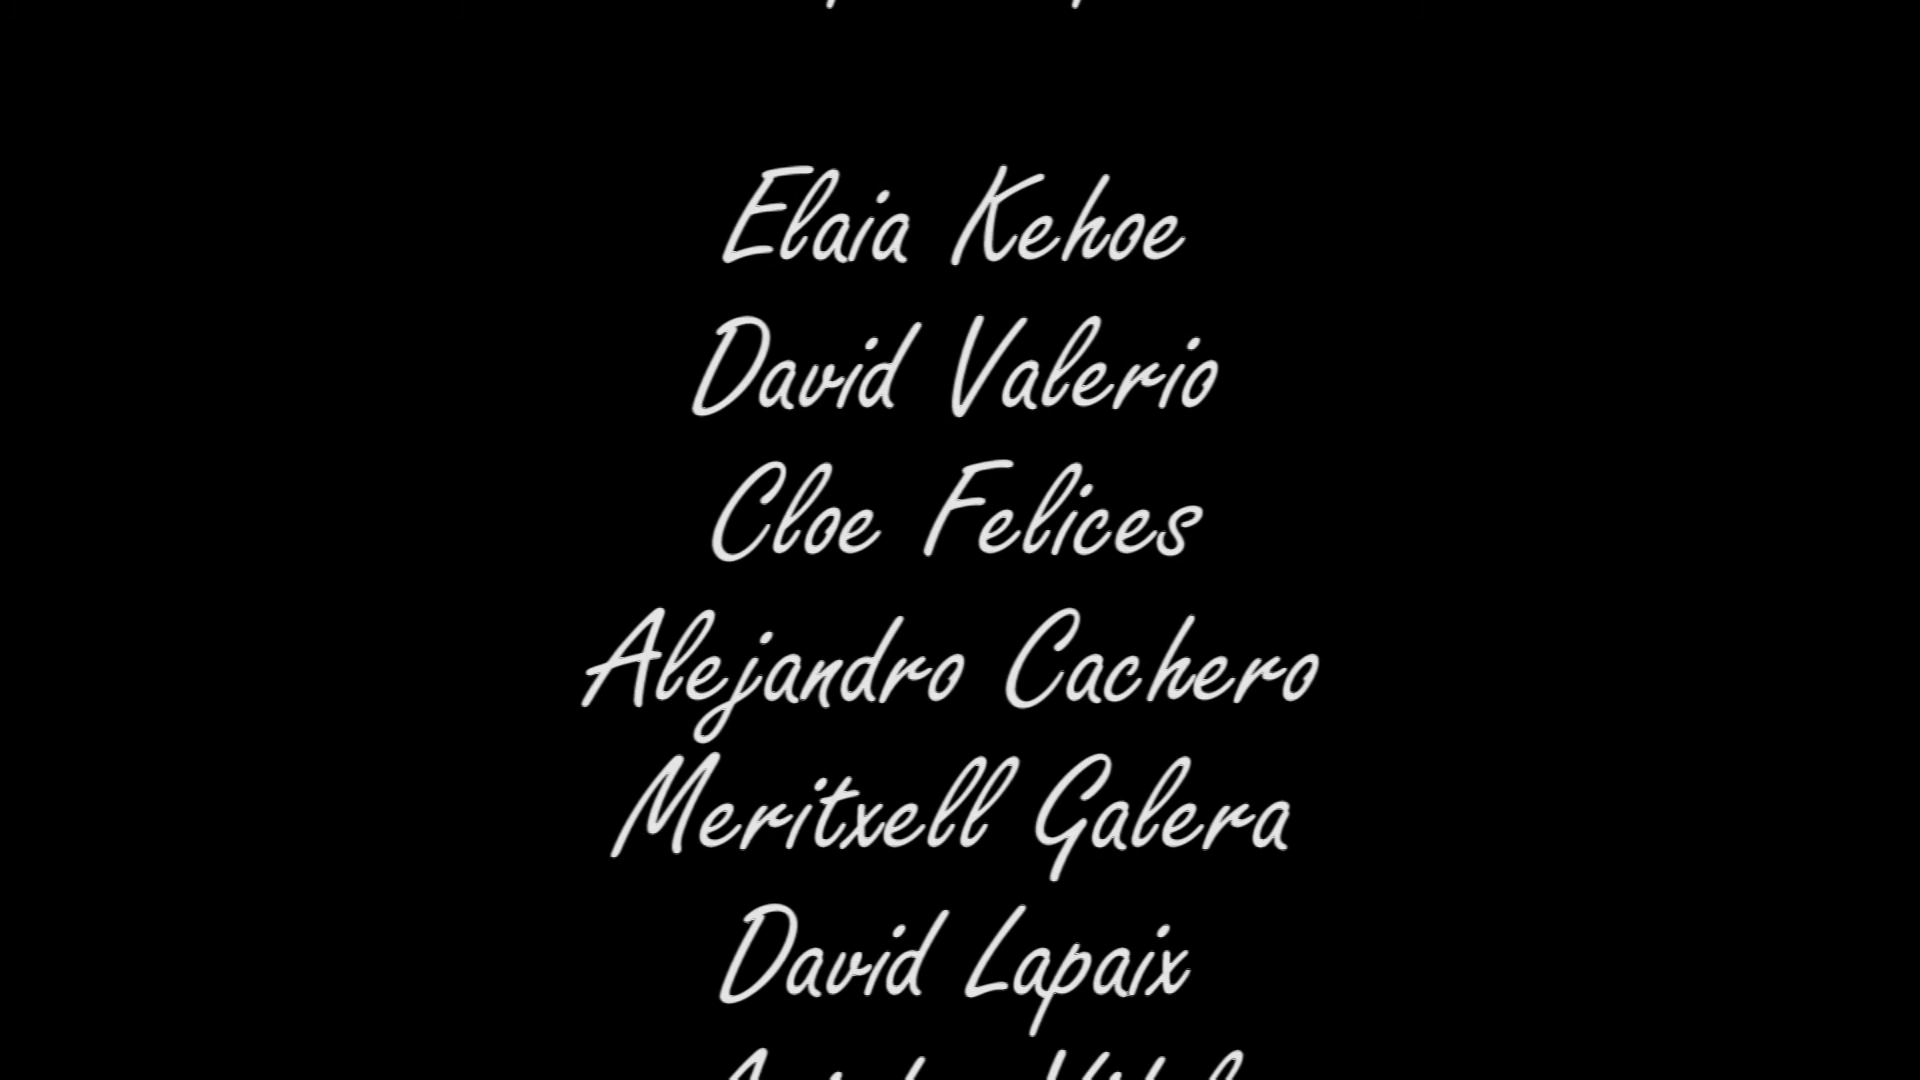 Elaia Kehoe
David Valerio
Cloe Felices
Alejandro Cachero
Meritxell Galera
David Lapaix